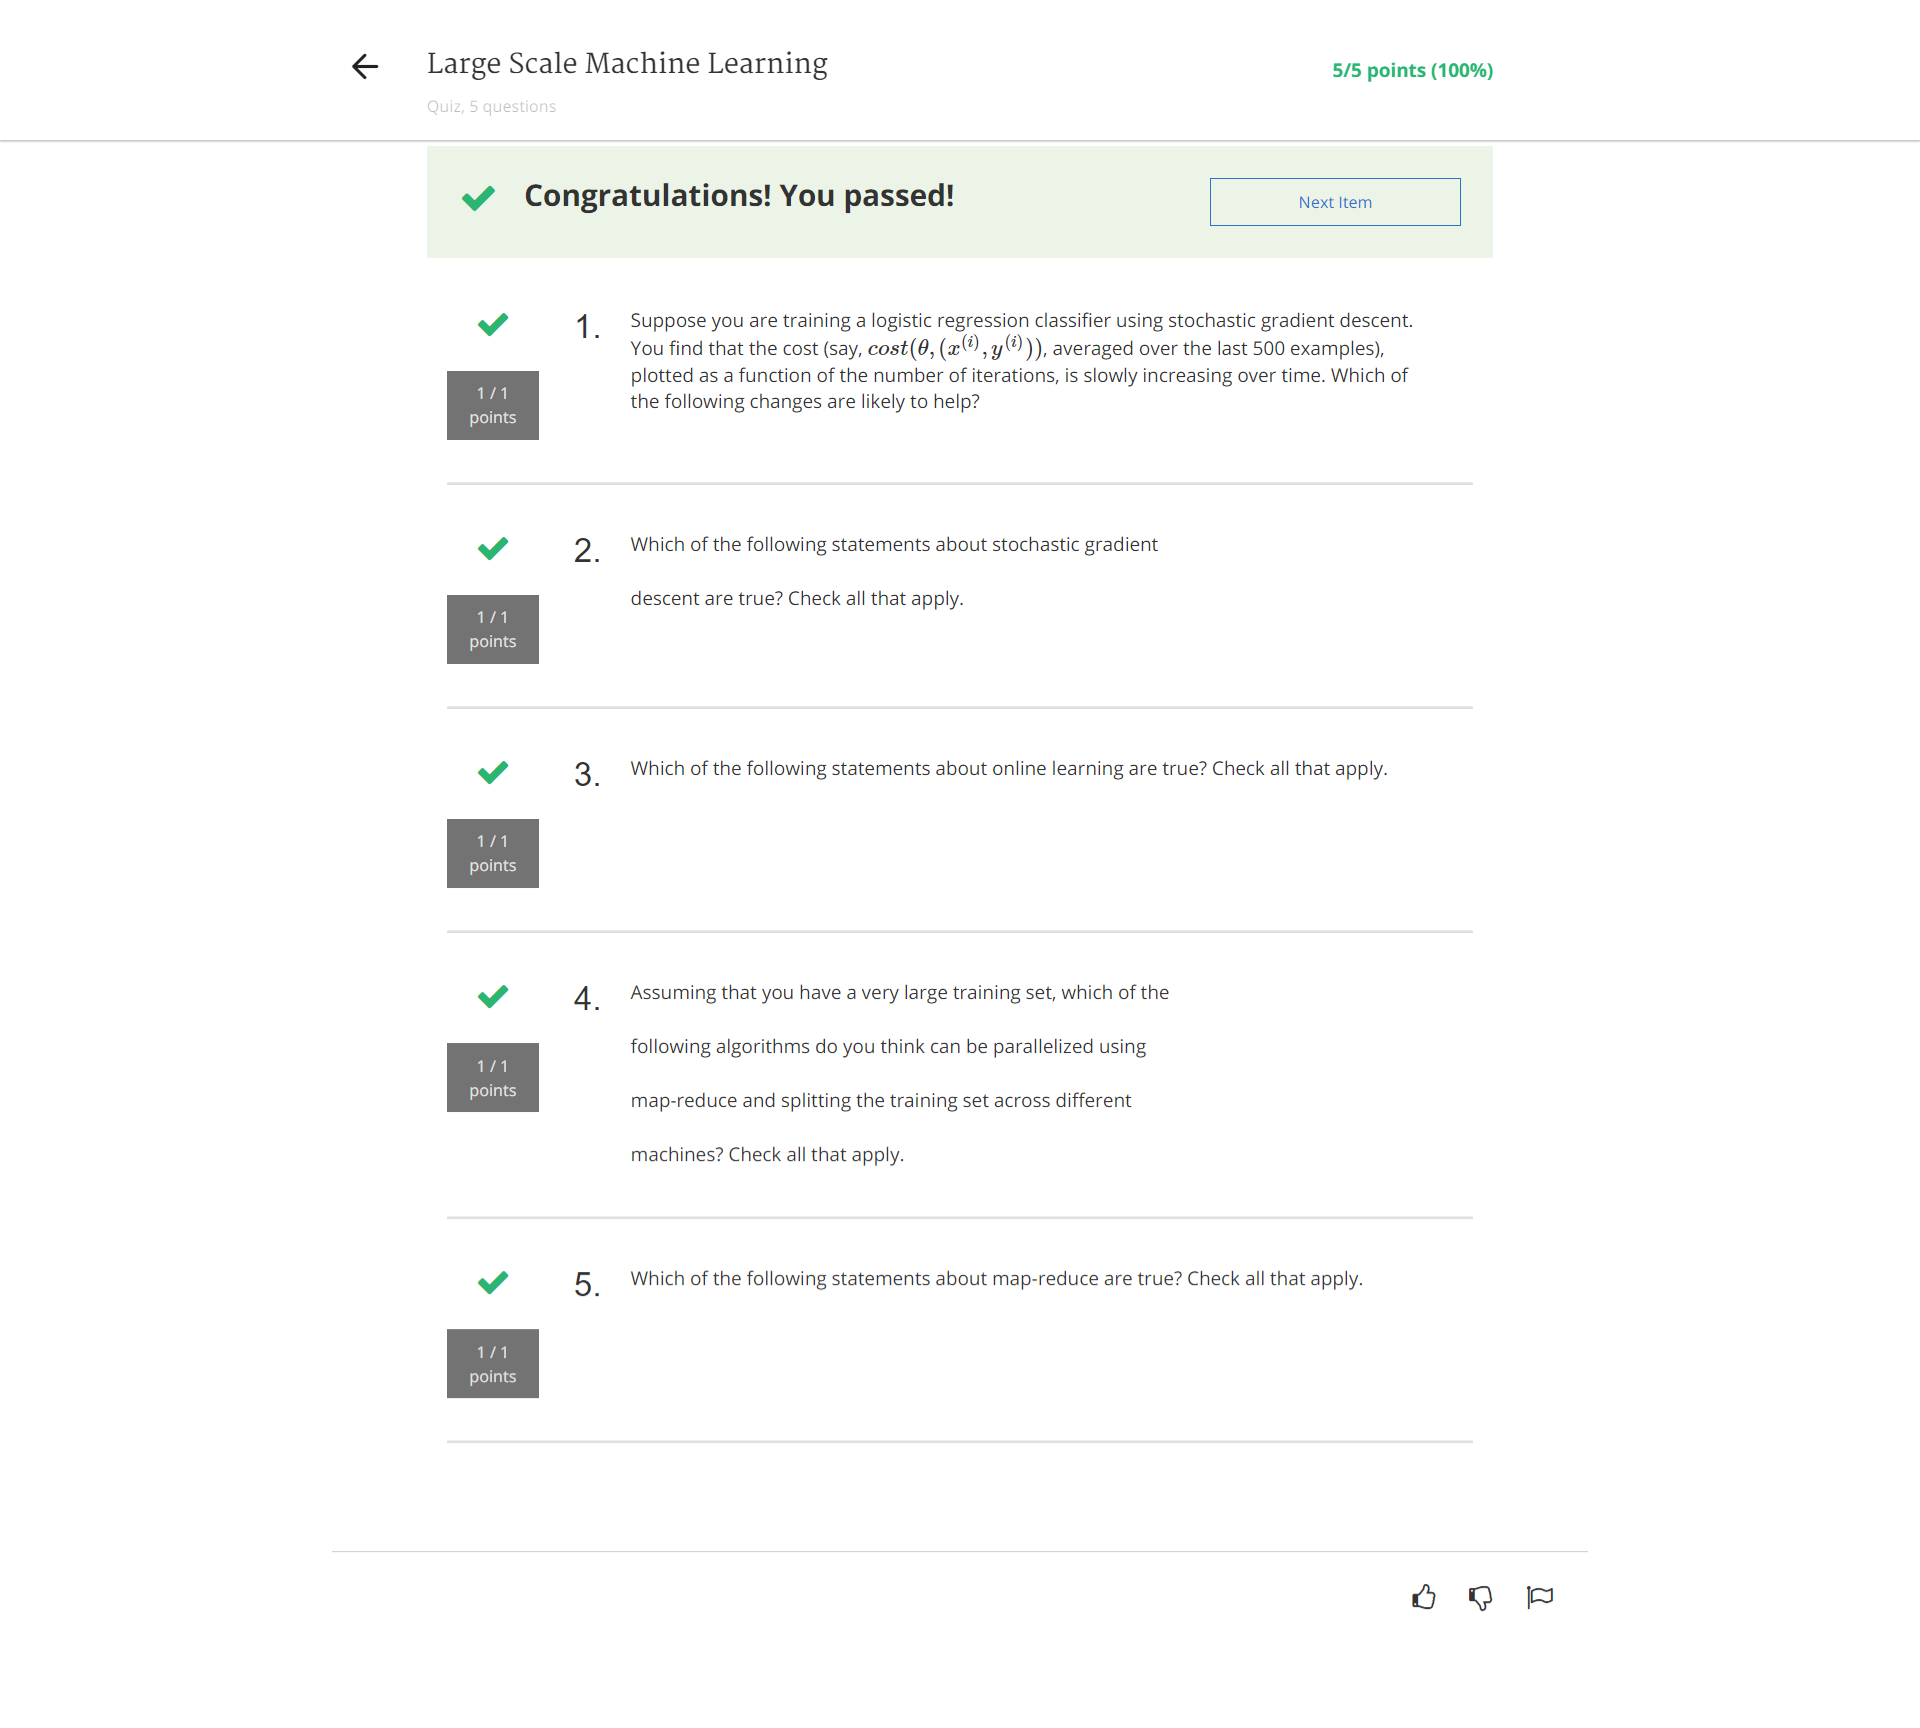 Large Scale Machine Learning
5/5 points (100%)
Quiz, 5 questions
Congratulations! You passed!
Next Item
1.
Suppose you are training a logistic regression classifier using stochastic gradient descent.
You find that the cost (say, cost(θ, (x^(i), y^(i))), averaged over the last 500 examples),
plotted as a function of the number of iterations, is slowly increasing over time. Which of
the following changes are likely to help?
1 / 1
points
2.
Which of the following statements about stochastic gradient
descent are true? Check all that apply.
1 / 1
points
3.
Which of the following statements about online learning are true? Check all that apply.
1 / 1
points
4.
Assuming that you have a very large training set, which of the
following algorithms do you think can be parallelized using
map-reduce and splitting the training set across different
machines? Check all that apply.
1 / 1
points
5.
Which of the following statements about map-reduce are true? Check all that apply.
1 / 1
points